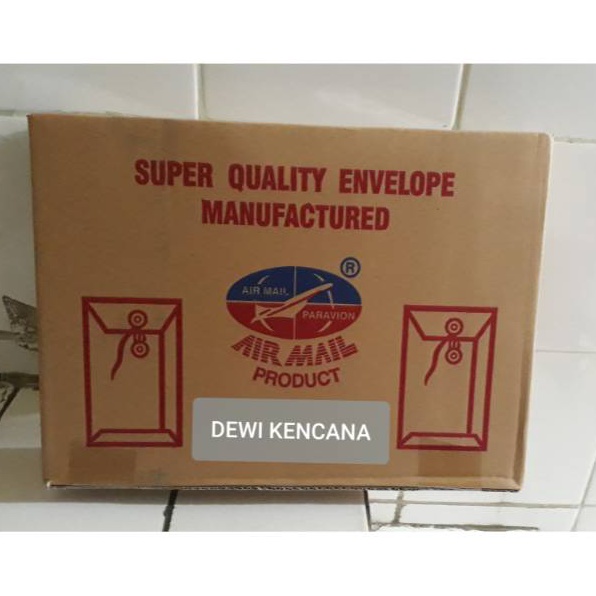 SUPER QUALITY ENVELOPE
MANUFACTURED
®
AIR MAIL
PARAVION
AIR MAIL
PRODUCT
DEWI KENCANA